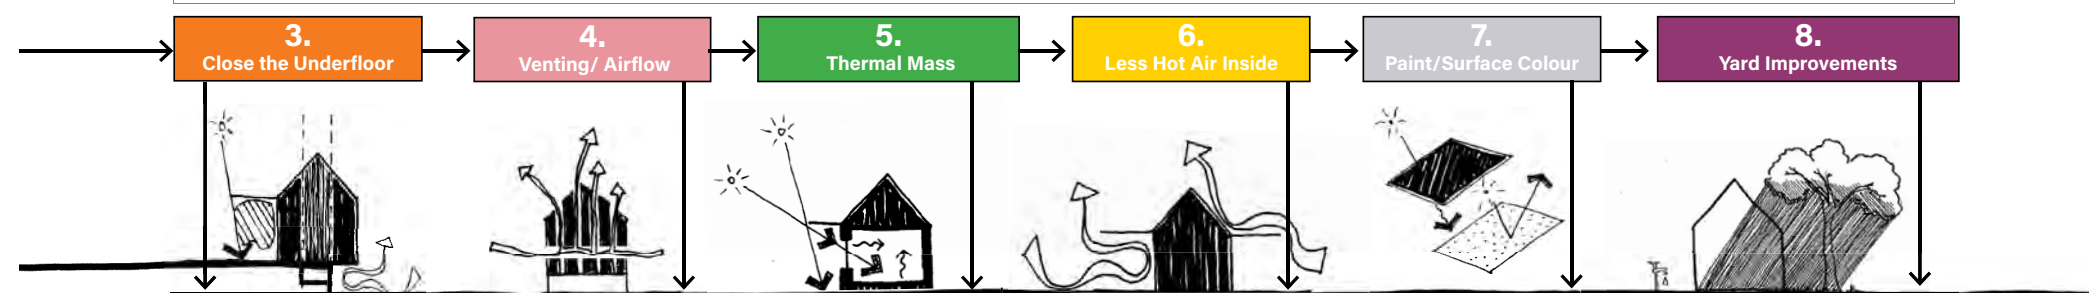 3.
Close the Underfloor
4.
Venting/ Airflow
5.
Thermal Mass
6.
Less Hot Air Inside
7.
Paint/Surface Colour
8.
Yard Improvements